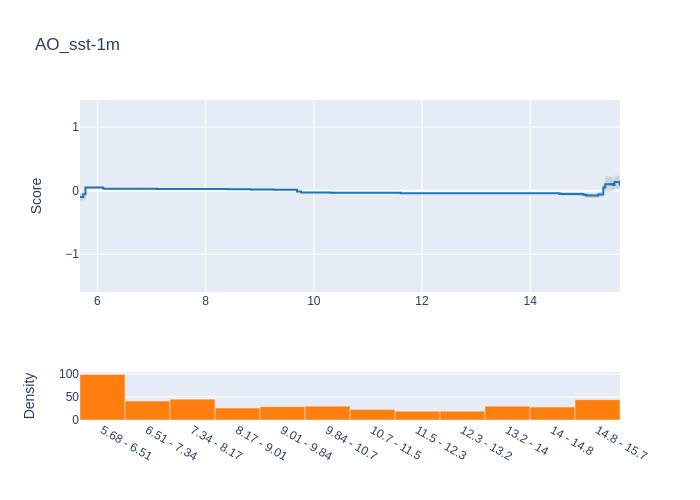 AO_sst-1m
Score
1
0
−1
6
8
10
12
14
Density
100
50
0
5.68 - 6.51
6.51 - 7.34
7.34 - 8.17
8.17 - 9.01
9.01 - 9.84
9.84 - 10.7
10.7 - 11.5
11.5 - 12.3
12.3 - 13.2
13.2 - 14
14 - 14.8
14.8 - 15.7